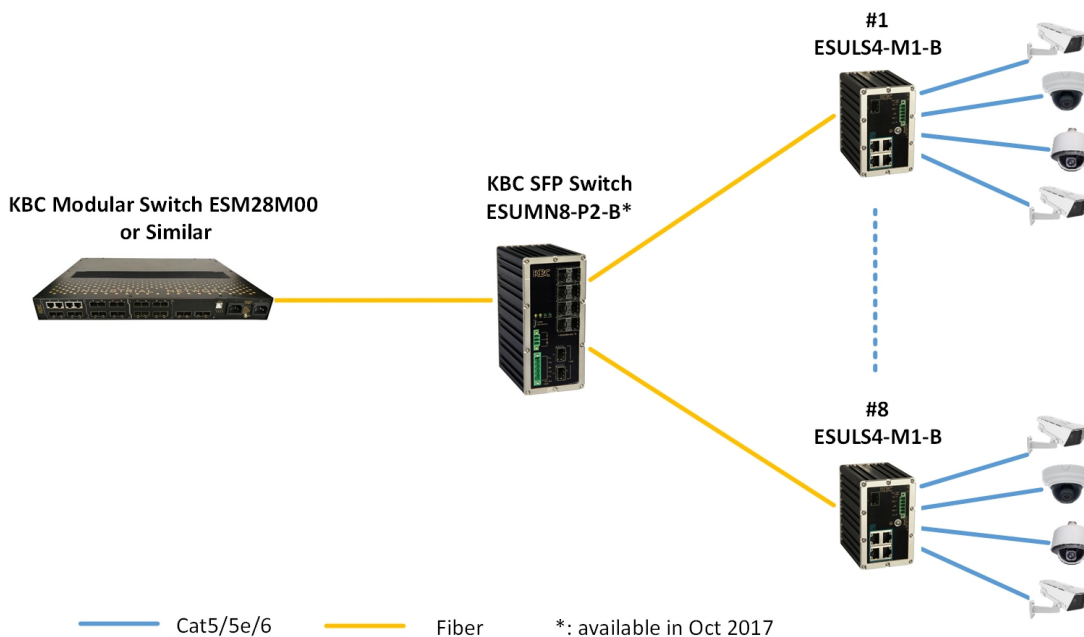 #1
ESULS4-M1-B
KBC SFP Switch
ESUMN8-P2-B*
KBC Modular Switch ESM28M00
or Similar
KBC
#8
ESULS4-M1-B
Cat5/5e/6
Fiber
*: available in Oct 2017